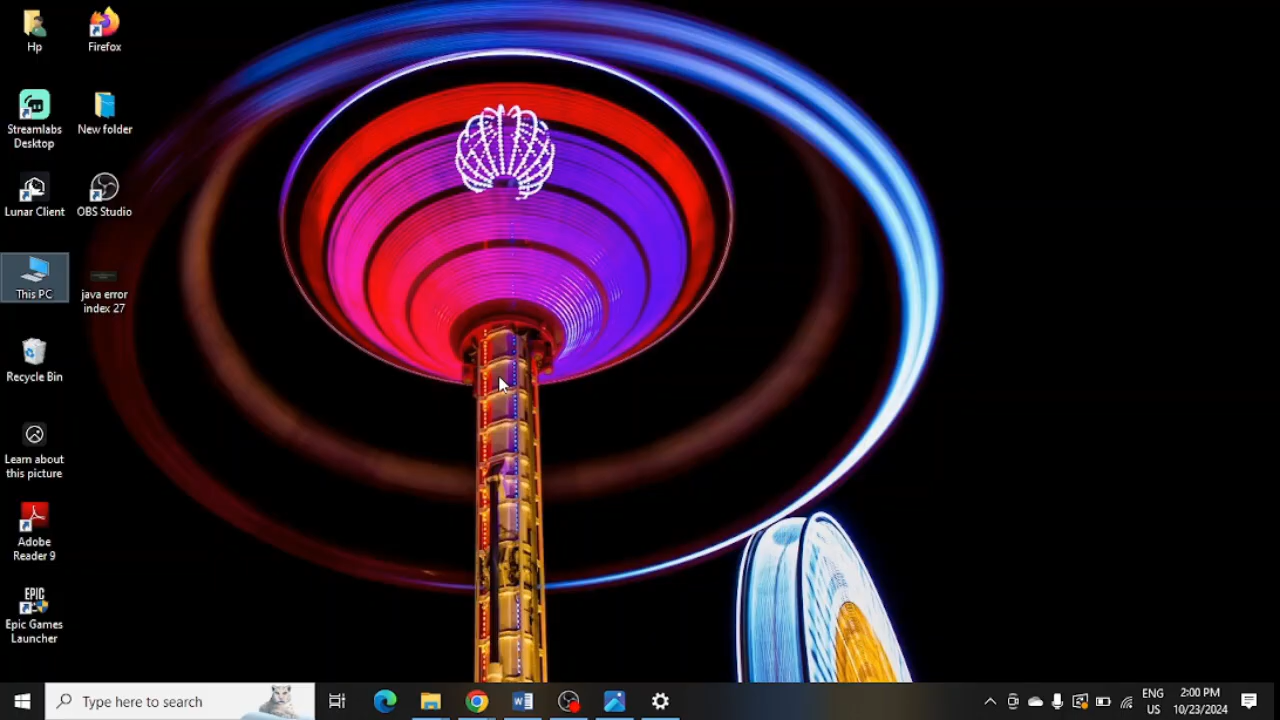 Hp
Firefox
Streamlabs
Desktop
New folder
Lunar Client
OBS Studio
This PC
java error
index 27
Recycle Bin
Learn about
this picture
Adobe
Reader 9
EPIC
Epic Games
Launcher
Type here to search
W
ENG
US
2:00 PM
10/23/2024